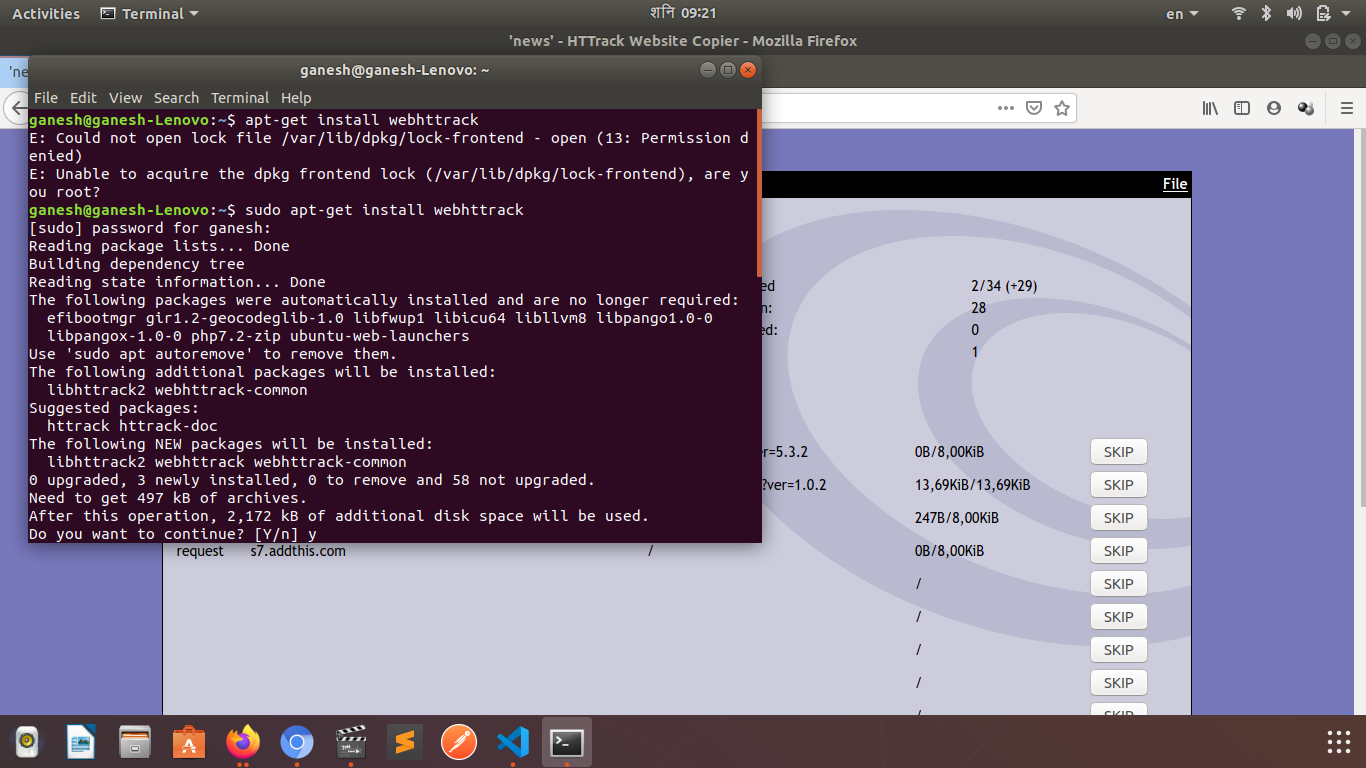 Activities
Terminal
शनि 09:21
en
'news' - HTTrack Website Copier - Mozilla Firefox
'ne
ganesh@ganesh-Lenovo: ~
File Edit View Search Terminal Help
ganesh@ganesh-Lenovo:~$ apt-get install webhttrack
E: Could not open lock file /var/lib/dpkg/lock-frontend - open (13: Permission d
enied)
E: Unable to acquire the dpkg frontend lock (/var/lib/dpkg/lock-frontend), are y
ou root?
ganesh@ganesh-Lenovo:~$ sudo apt-get install webhttrack
[sudo] password for ganesh:
Reading package lists... Done
Building dependency tree
Reading state information... Done
The following packages were automatically installed and are no longer required:
efibootmgr gir1.2-geocodeglib-1.0 libfwup1 libicu64 libllvm8 libpango1.0-0
libpangox-1.0-0 php7.2-zip ubuntu-web-launchers
Use 'sudo apt autoremove' to remove them.
The following additional packages will be installed:
libhttrack2 webhttrack-common
Suggested packages:
httrack httrack-doc
The following NEW packages will be installed:
libhttrack2 webhttrack webhttrack-common
0 upgraded, 3 newly installed, 0 to remove and 58 not upgraded.
Need to get 497 kB of archives.
After this operation, 2,172 kB of additional disk space will be used.
Do you want to continue? [Y/n] y
File
ed 2/34 (+29)
28
ed: 0
1
er=5.3.2 0B/8,00KiB SKIP
?ver=1.0.2 13,69KiB/13,69KiB SKIP
247B/8,00KiB SKIP
request s7.addthis.com / 0B/8,00KiB SKIP
/ SKIP
/ SKIP
/ SKIP
/ SKIP
SKIP